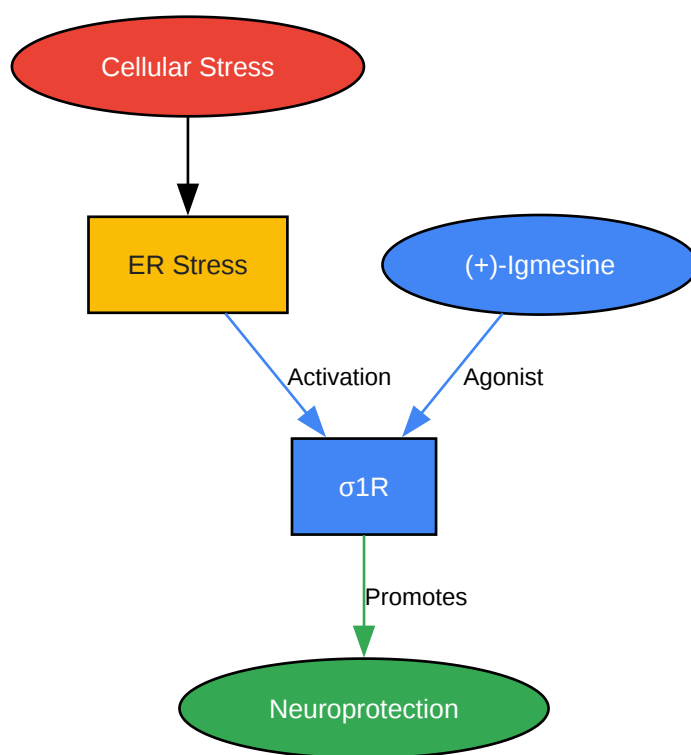 Cellular Stress
ER Stress
(+)-Igmesine
Activation
Agonist
σ1R
Promotes
Neuroprotection